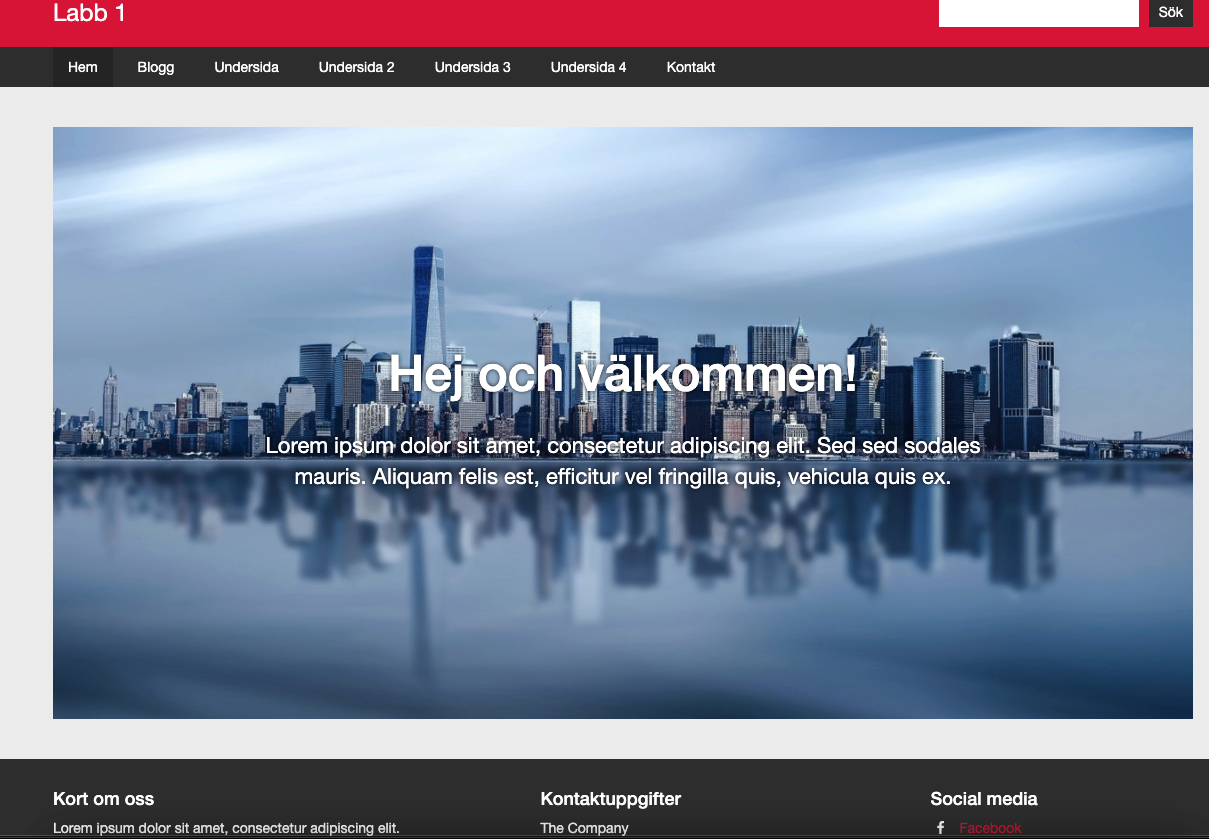 Labb 1
Sök
Hem Blogg Undersida Undersida 2 Undersida 3 Undersida 4 Kontakt
Hej och välkommen!
Lorem ipsum dolor sit amet, consectetur adipiscing elit. Sed sed sodales
mauris. Aliquam felis est, efficitur vel fringilla quis, vehicula quis ex.
Kort om oss Kontaktuppgifter Social media
Lorem ipsum dolor sit amet, consectetur adipiscing elit. The Company Facebook